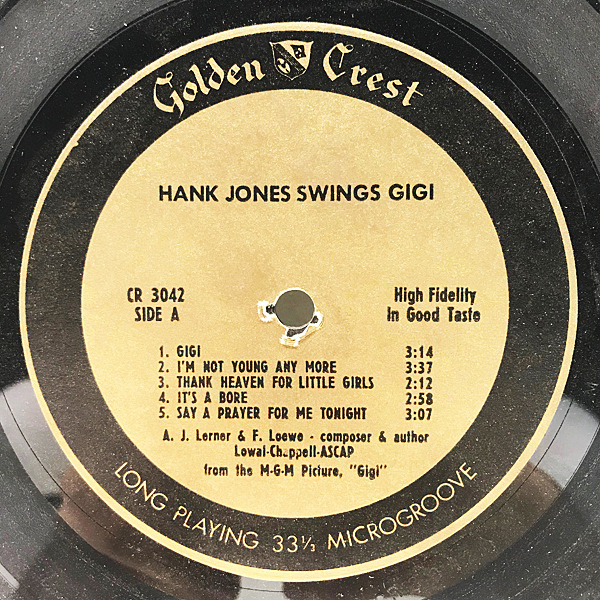 Golden Crest
HANK JONES SWINGS GIGI
CR 3042
SIDE A
High Fidelity
In Good Taste
1. GIGI 3:14
2. I'M NOT YOUNG ANY MORE 3:37
3. THANK HEAVEN FOR LITTLE GIRLS 2:12
4. IT'S A BORE 2:58
5. SAY A PRAYER FOR ME TONIGHT 3:07
A. J. Lerner & F. Loewe - composer & author
Lowal-Chappell-ASCAP
from the M-G-M Picture, "Gigi"
LONG PLAYING 33⅓ MICROGROOVE